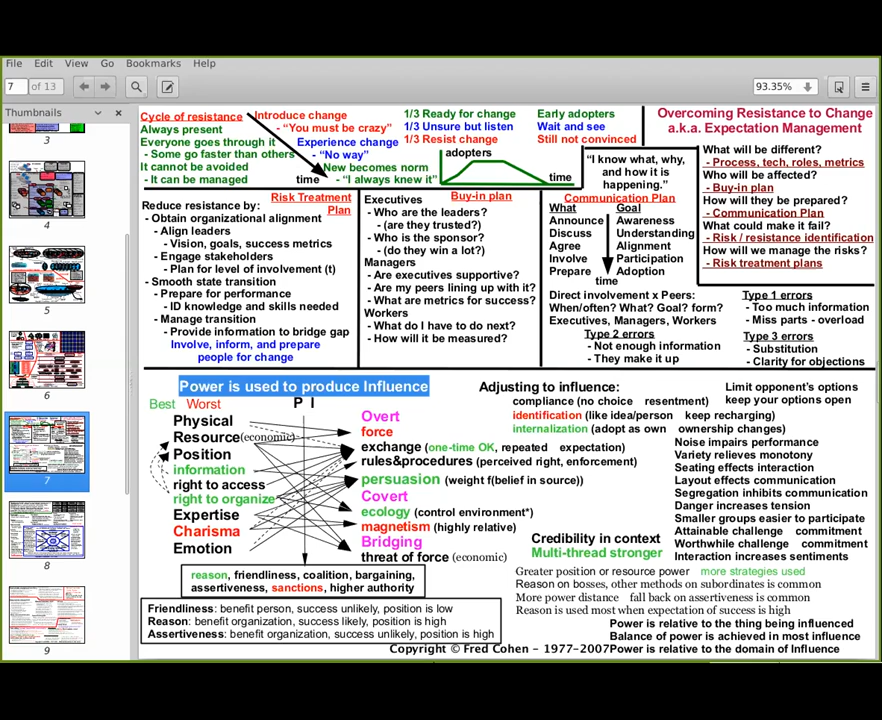 File Edit View Go Bookmarks Help
7 of 13
93.35%
Thumbnails
3
4
5
6
7
8
9
Cycle of resistance
Always present
Everyone goes through it
- Some go faster than others
It cannot be avoided
- It can be managed
Introduce change
- "You must be crazy"
Experience change
- "No way"
New becomes norm
- "I always knew it"
time
1/3 Ready for change
1/3 Unsure but listen
1/3 Resist change
Early adopters
Wait and see
Still not convinced
adopters
time
"I know what, why,
and how it is
happening."
Overcoming Resistance to Change
a.k.a. Expectation Management
What will be different?
- Process, tech, roles, metrics
Who will be affected?
- Buy-in plan
How will they be prepared?
- Communication Plan
What could make it fail?
- Risk / resistance identification
How will we manage the risks?
- Risk treatment plans
Risk Treatment
Plan
Reduce resistance by:
- Obtain organizational alignment
- Align leaders
- Vision, goals, success metrics
- Engage stakeholders
- Plan for level of involvement (t)
- Smooth state transition
- Prepare for performance
- ID knowledge and skills needed
- Manage transition
- Provide information to bridge gap
Involve, inform, and prepare
people for change
Buy-in plan
Executives
- Who are the leaders?
- (are they trusted?)
- Who is the sponsor?
- (do they win a lot?)
Managers
- Are executives supportive?
- Are my peers lining up with it?
- What are metrics for success?
Workers
- What do I have to do next?
- How will it be measured?
Communication Plan
What Goal
Announce Awareness
Discuss Understanding
Agree Alignment
Involve Participation
Prepare Adoption
time
Direct involvement x Peers:
When/often? What? Goal? form?
Executives, Managers, Workers
Type 2 errors
- Not enough information
- They make it up
Type 1 errors
- Too much information
- Miss parts - overload
Type 3 errors
- Substitution
- Clarity for objections
Power is used to produce Influence
Best Worst
P I
Physical
Resource(economic)
Position
information
right to access
right to organize
Expertise
Charisma
Emotion
Overt
force
exchange (one-time OK, repeated expectation)
rules&procedures (perceived right, enforcement)
persuasion (weight f(belief in source))
Covert
ecology (control environment*)
magnetism (highly relative)
Bridging
threat of force (economic)
Adjusting to influence:
compliance (no choice resentment)
identification (like idea/person keep recharging)
internalization (adopt as own ownership changes)
Limit opponent's options
keep your options open
Noise impairs performance
Variety relieves monotony
Seating effects interaction
Layout effects communication
Segregation inhibits communication
Danger increases tension
Smaller groups easier to participate
Attainable challenge commitment
Worthwhile challenge commitment
Interaction increases sentiments
Credibility in context
Multi-thread stronger
reason, friendliness, coalition, bargaining,
assertiveness, sanctions, higher authority
Friendliness: benefit person, success unlikely, position is low
Reason: benefit organization, success likely, position is high
Assertiveness: benefit organization, success unlikely, position is high
Greater position or resource power more strategies used
Reason on bosses, other methods on subordinates is common
More power distance fall back on assertiveness is common
Reason is used most when expectation of success is high
Power is relative to the thing being influenced
Balance of power is achieved in most influence
Power is relative to the domain of Influence
Copyright © Fred Cohen - 1977-2007